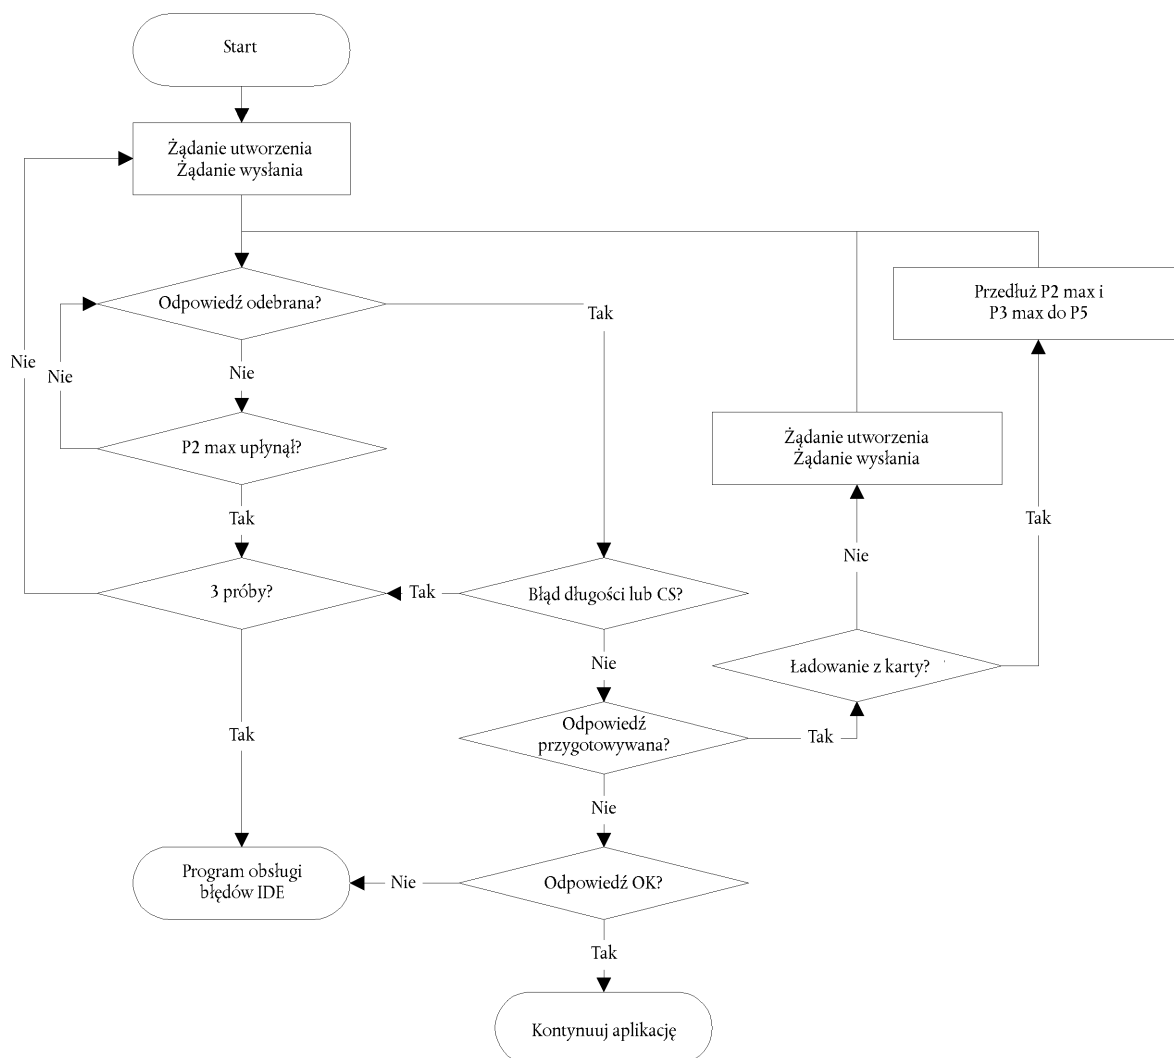 Start
Żądanie utworzenia
Żądanie wysłania
Odpowiedź odebrana?
Tak
Przedłuż P2 max i
P3 max do P5
Nie
Nie
Nie
P2 max upłynął?
Żądanie utworzenia
Żądanie wysłania
Tak
Tak
Nie
3 próby?
Tak
Błąd długości lub CS?
Nie
Ładowanie z karty?
Tak
Odpowiedź
przygotowywana?
Tak
Nie
Program obsługi
błędów IDE
Nie
Odpowiedź OK?
Tak
Kontynuuj aplikację